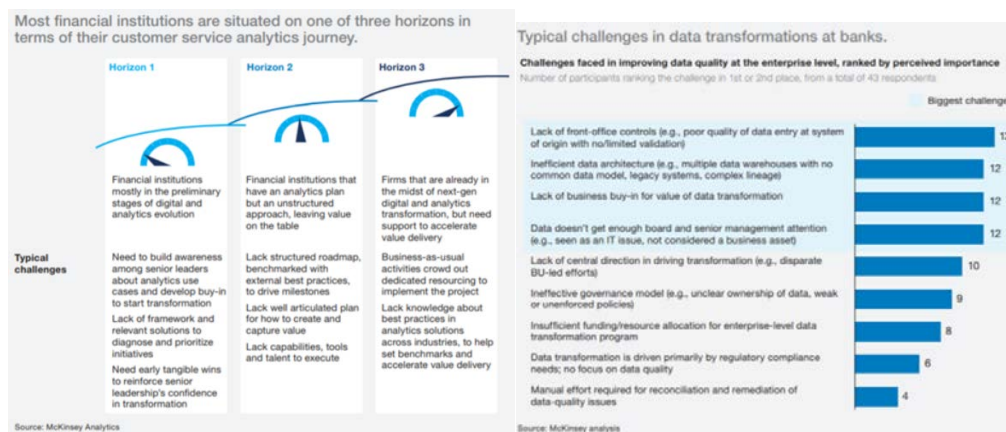 Most financial institutions are situated on one of three horizons in
terms of their customer service analytics journey.
Horizon 1
Horizon 2
Horizon 3
Financial institutions
mostly in the preliminary
stages of digital and
analytics evolution
Financial institutions that
have an analytics plan
but an unstructured
approach, leaving value
on the table
Firms that are already in
the midst of next-gen
digital and analytics
transformation, but need
support to accelerate
value delivery
Typical
challenges
Need to build awareness
among senior leaders
about analytics use
cases and develop buy-in
to start transformation
Lack of framework and
relevant solutions to
diagnose and prioritize
initiatives
Need early tangible wins
to reinforce senior
leadership's confidence
in transformation
Lack structured roadmap,
benchmarked with
external best practices,
to drive milestones
Lack well articulated plan
for how to create and
capture value
Lack capabilities, tools
and talent to execute
Business-as-usual
activities crowd out
dedicated resourcing to
implement the project
Lack knowledge about
best practices in
analytics solutions
across industries, to help
set benchmarks and
accelerate value delivery
Source: McKinsey Analytics
Typical challenges in data transformations at banks.
Challenges faced in improving data quality at the enterprise level, ranked by perceived importance
Number of participants ranking the challenge in 1st or 2nd place, from a total of 43 respondents
Biggest challenge
Lack of front-office controls (e.g., poor quality of data entry at system
of origin with no/limited validation)
Inefficient data architecture (e.g., multiple data warehouses with no
common data model, legacy systems, complex lineage)
12
Lack of business buy-in for value of data transformation
12
Data doesn't get enough board and senior management attention
(e.g., seen as an IT issue, not considered a business asset)
12
Lack of central direction in driving transformation (e.g., disparate
BU-led efforts)
10
Ineffective governance model (e.g., unclear ownership of data, weak
or unenforced policies)
9
Insufficient funding/resource allocation for enterprise-level data
transformation program
8
Data transformation is driven primarily by regulatory compliance
needs; no focus on data quality
6
Manual effort required for reconciliation and remediation of
data-quality issues
4
Source: McKinsey analysis